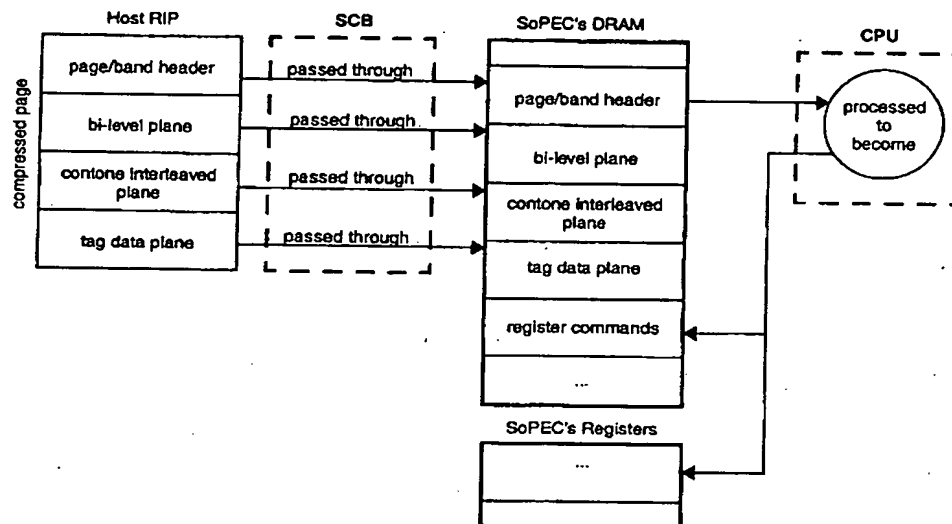 Host RIP
SCB
SoPEC's DRAM
CPU
compressed page
page/band header
bi-level plane
contone interleaved
plane
tag data plane
passed through
passed through
passed through
passed through
page/band header
bi-level plane
contone interleaved
plane
tag data plane
register commands
...
processed
to
become
SoPEC's Registers
...